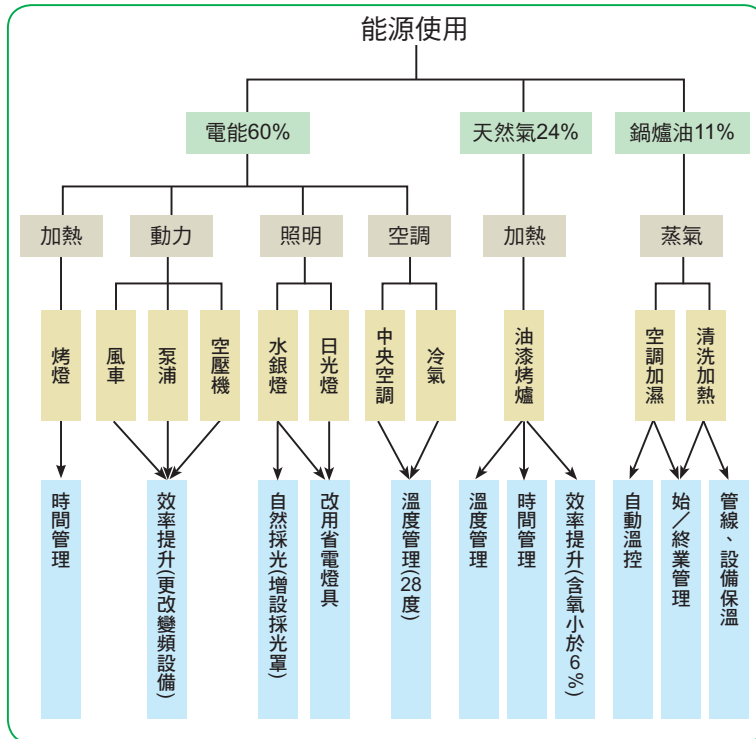 能源使用
電能60%
天然氣24%
鍋爐油11%
加熱
動力
照明
空調
加熱
蒸氣
烤燈
風車
泵浦
空壓機
水銀燈
日光燈
中央空調
冷氣
油漆烤爐
空調加濕
清洗加熱
時間管理
效率提升(更改變頻設備)
自然採光(增設採光罩)
改用省電燈具
溫度管理(28度)
溫度管理
時間管理
效率提升(含氧小於6%)
自動溫控
始／終業管理
管線、設備保溫